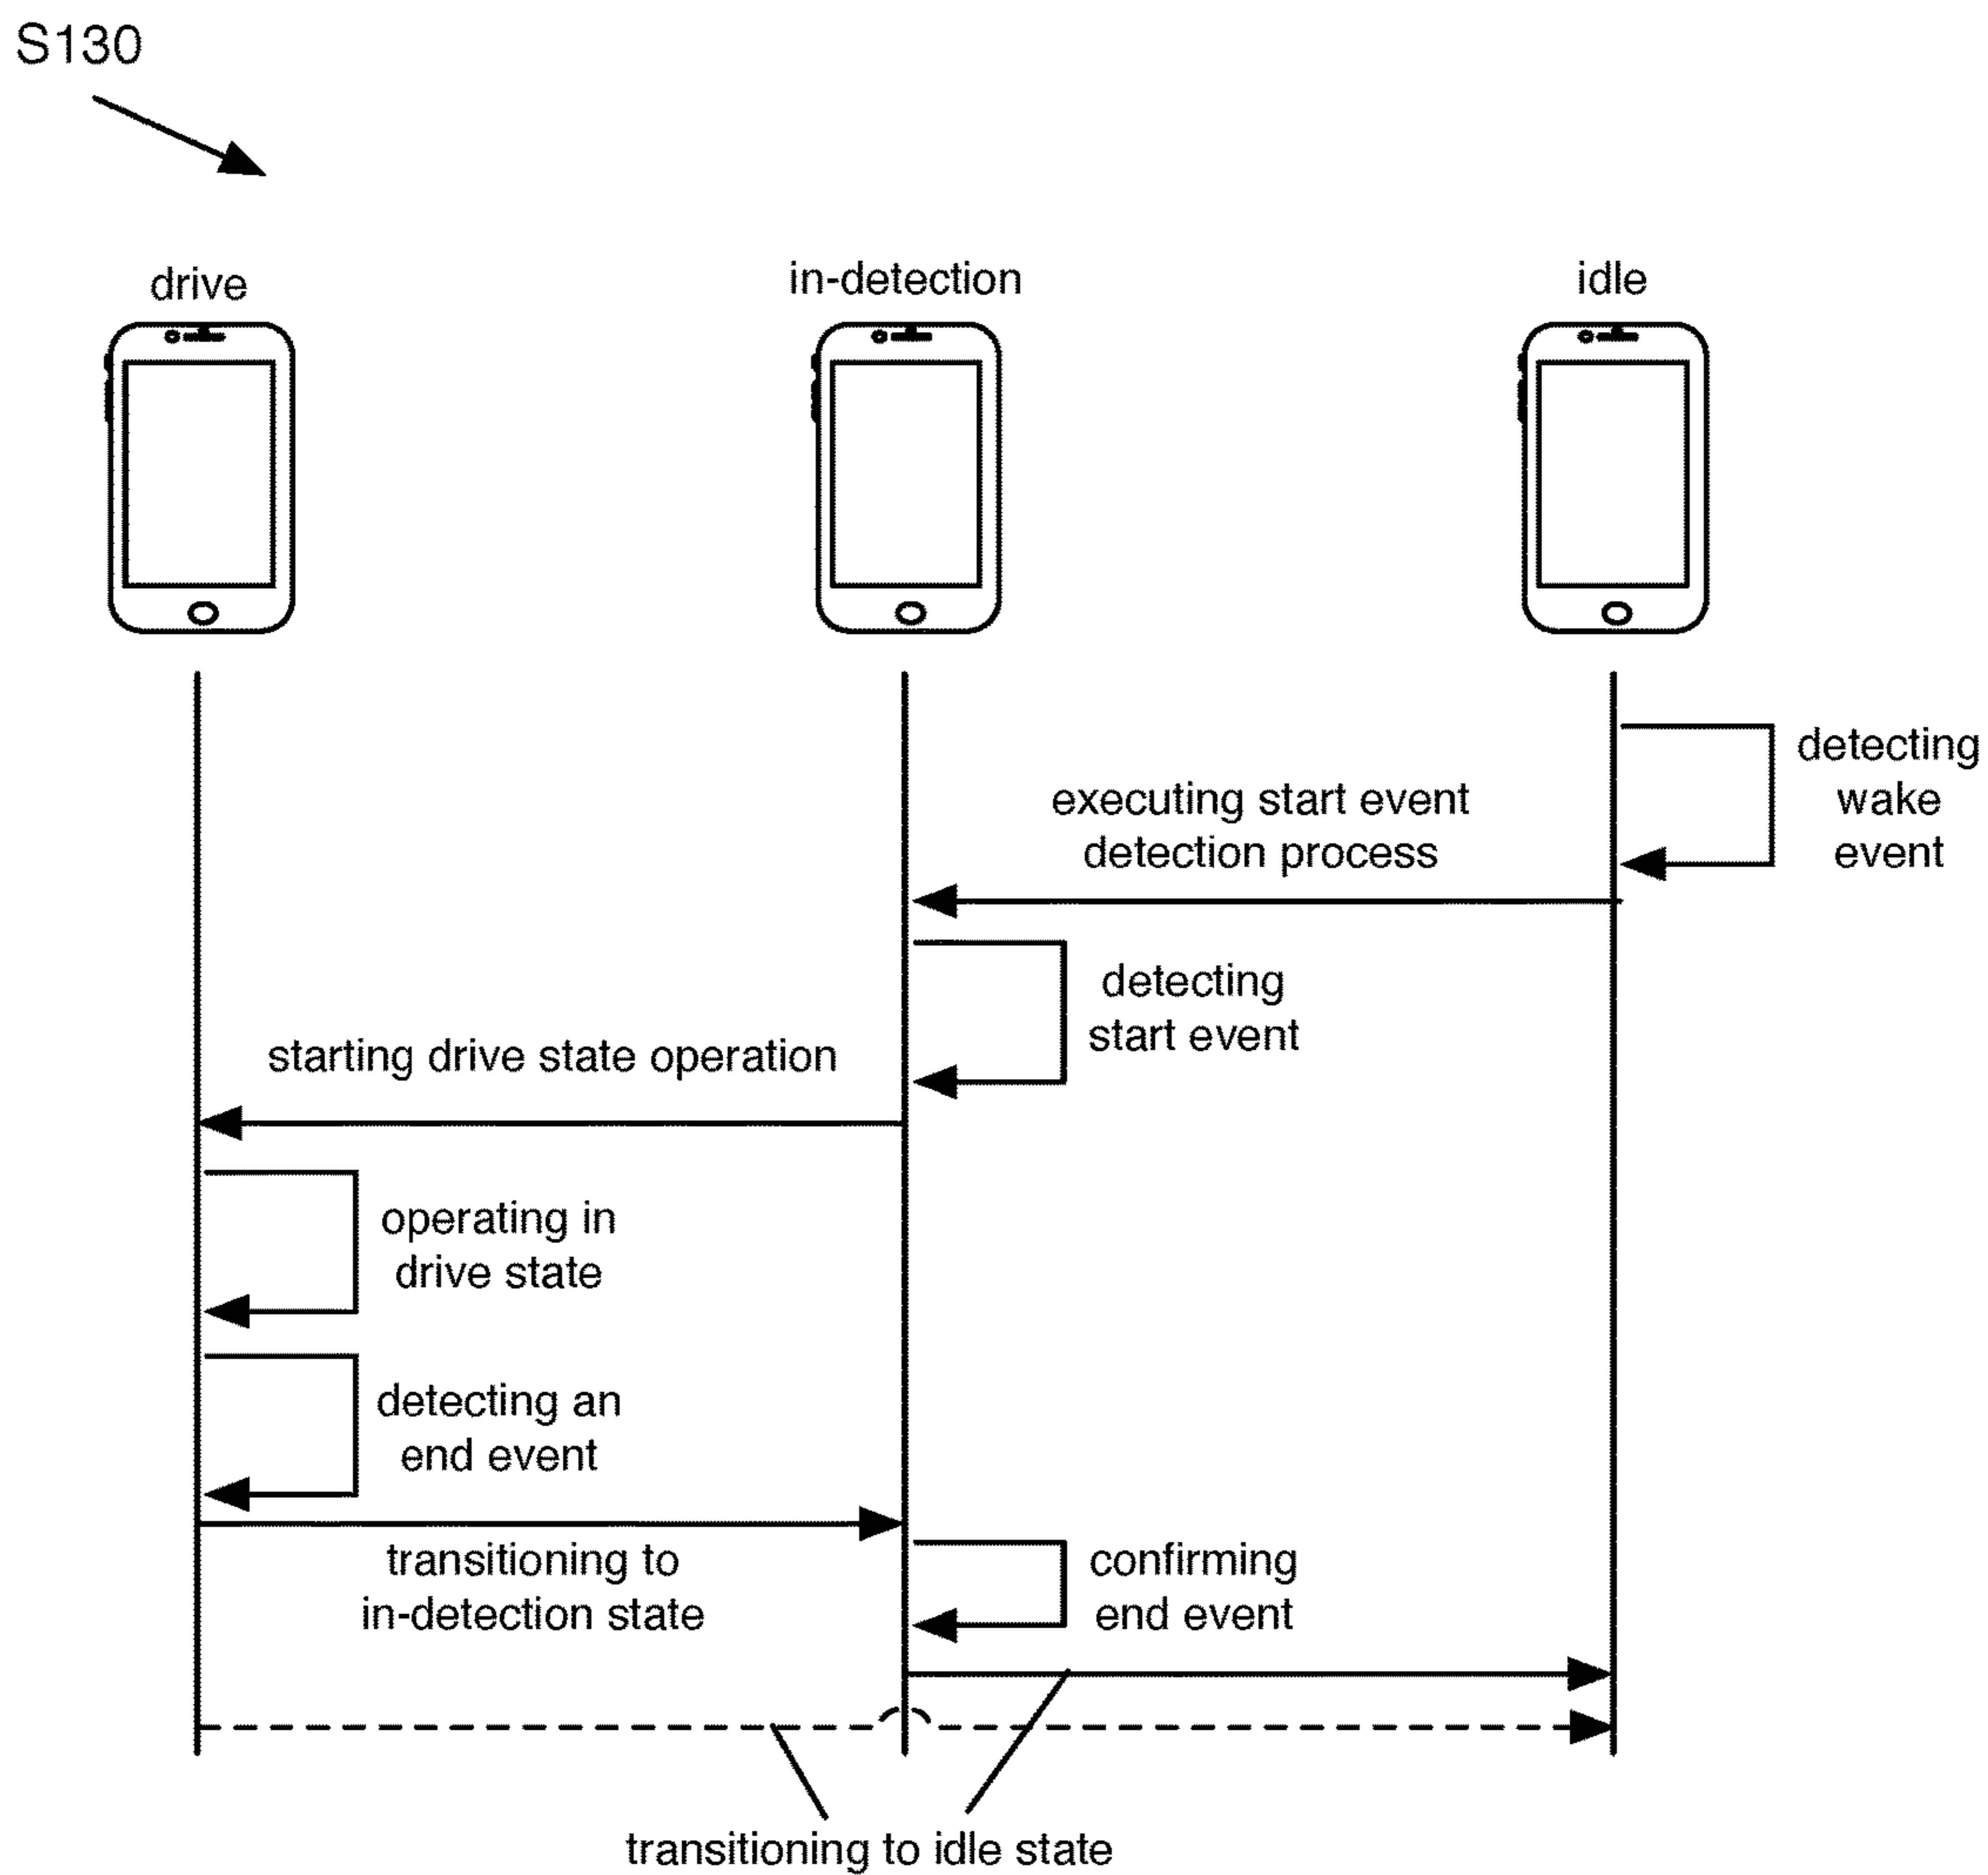 S130
drive
in-detection
idle
detecting
wake
event
executing start event
detection process
detecting
start event
starting drive state operation
operating in
drive state
detecting an
end event
transitioning to
in-detection state
confirming
end event
transitioning to idle state